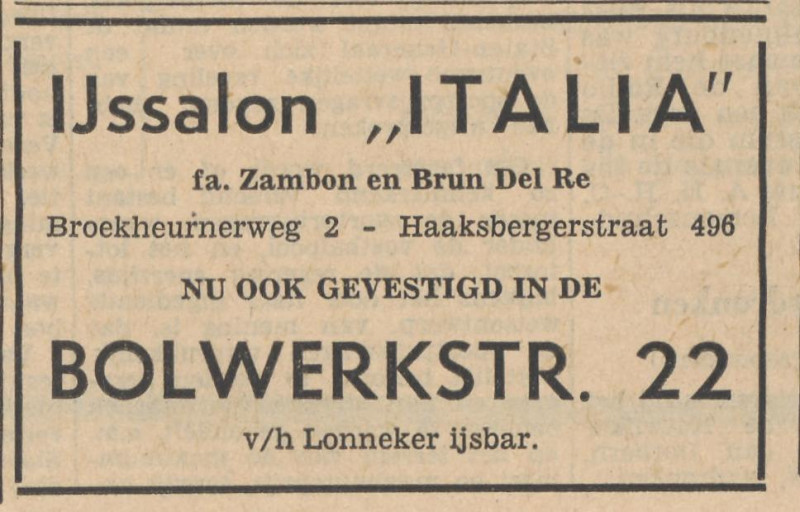 IJssalon „ITALIA”
fa. Zambon en Brun Del Re
Broekheurnerweg 2 - Haaksbergerstraat 496
NU OOK GEVESTIGD IN DE
BOLWERKSTR. 22
v/h Lonneker ijsbar.